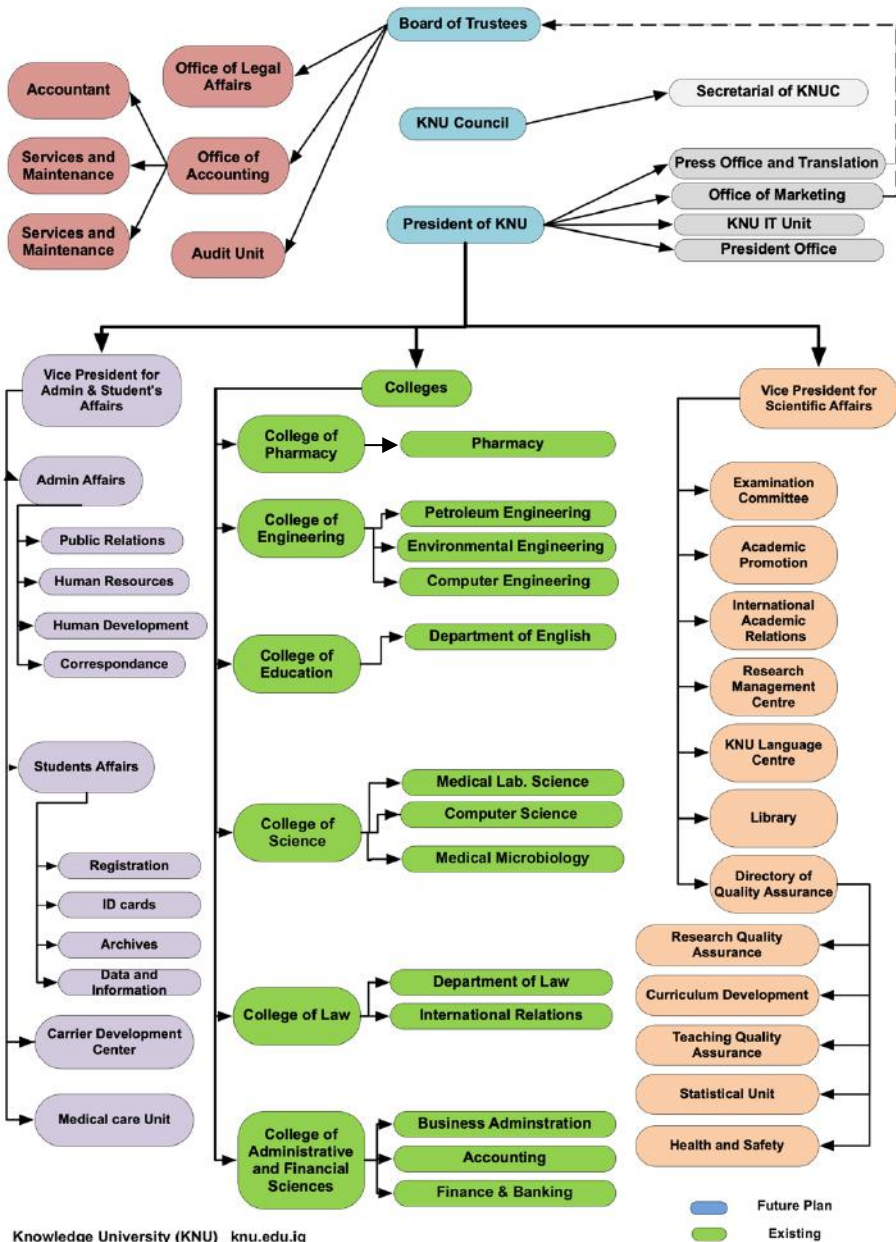 Board of Trustees
Office of Legal
Affairs
Accountant
Secretarial of KNUC
KNU Council
Services and
Maintenance
Office of
Accounting
Press Office and Translation
Office of Marketing
President of KNU
KNU IT Unit
Services and
Maintenance
Audit Unit
President Office
Vice President for
Admin & Student's
Affairs
Colleges
Vice President for
Scientific Affairs
College of
Pharmacy
Pharmacy
Admin Affairs
Examination
Committee
Public Relations
Human Resources
Human Development
Correspondance
College of
Engineering
Petroleum Engineering
Environmental Engineering
Computer Engineering
Academic
Promotion
International
Academic
Relations
College of
Education
Department of English
Research
Management
Centre
Students Affairs
KNU Language
Centre
College of
Science
Medical Lab. Science
Computer Science
Medical Microbiology
Library
Registration
ID cards
Archives
Data and
Information
Directory of
Quality Assurance
Research Quality
Assurance
College of Law
Department of Law
International Relations
Curriculum Development
Carrier Development
Center
Teaching Quality
Assurance
Medical care Unit
Statistical Unit
College of
Administrative
and Financial
Sciences
Business Adminstration
Accounting
Finance & Banking
Health and Safety
Future Plan
Existing
Knowledge University (KNU) knu.edu.iq